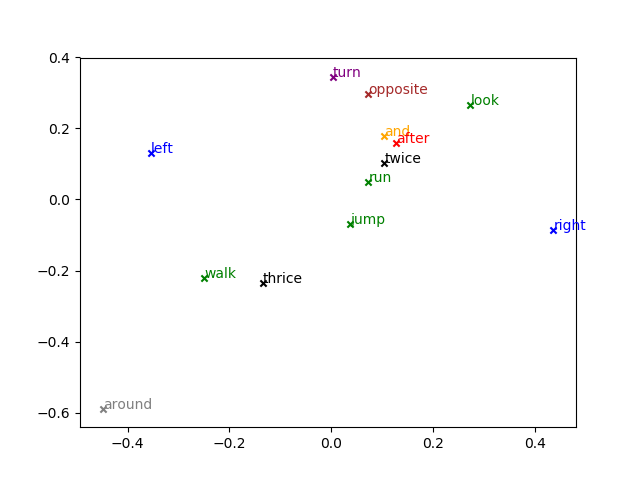 0.4
turn
opposite
look
0.2
and
after
left
twice
run
0.0
jump
right
−0.2
walk
thrice
−0.4
around
−0.6
−0.4
−0.2
0.0
0.2
0.4